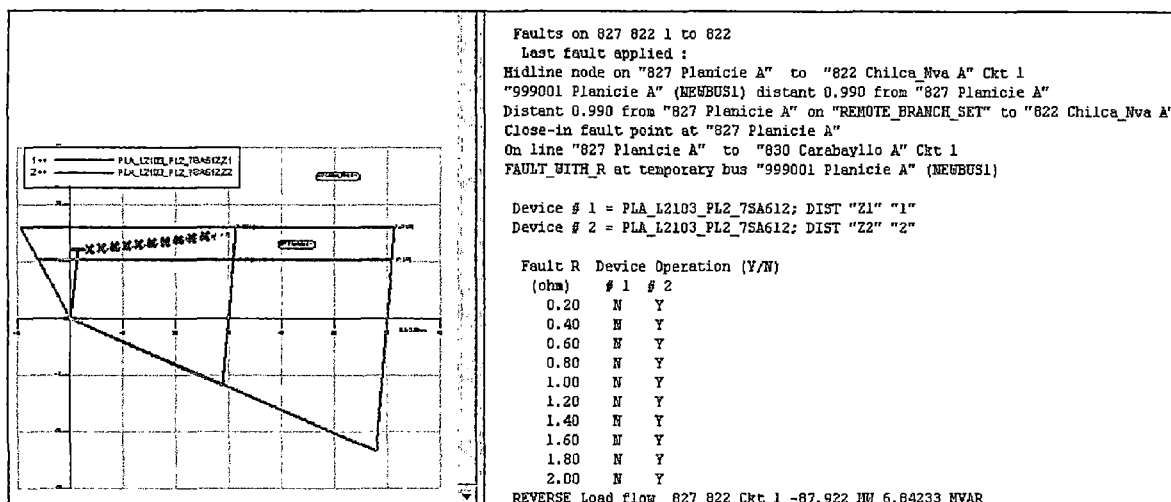 1 •• PLA_L2103_PL2_7SA612;Z1
2 •• PLA_L2103_PL2_7SA612;Z2
Faults on 827 822 1 to 822
Last fault applied :
Midline node on "827 Planicie A" to "822 Chilca_Nva A" Ckt 1
"999001 Planicie A" (NEWBUS1) distant 0.990 from "827 Planicie A"
Distant 0.990 from "827 Planicie A" on "REMOTE_BRANCH_SET" to "822 Chilca_Nva A"
Close-in fault point at "827 Planicie A"
On line "827 Planicie A" to "830 Carabayllo A" Ckt 1
FAULT_WITH_R at temporary bus "999001 Planicie A" (NEWBUS1)
Device # 1 = PLA_L2103_PL2_7SA612; DIST "Z1" "1"
Device # 2 = PLA_L2103_PL2_7SA612; DIST "Z2" "2"
Fault R Device Operation (Y/N)
(ohm) # 1 # 2
0.20 N Y
0.40 N Y
0.60 N Y
0.80 N Y
1.00 N Y
1.20 N Y
1.40 N Y
1.60 N Y
1.80 N Y
2.00 N Y
REVERSE Load flow 827 822 Ckt 1 -87.922 MW 6.84233 MVAR